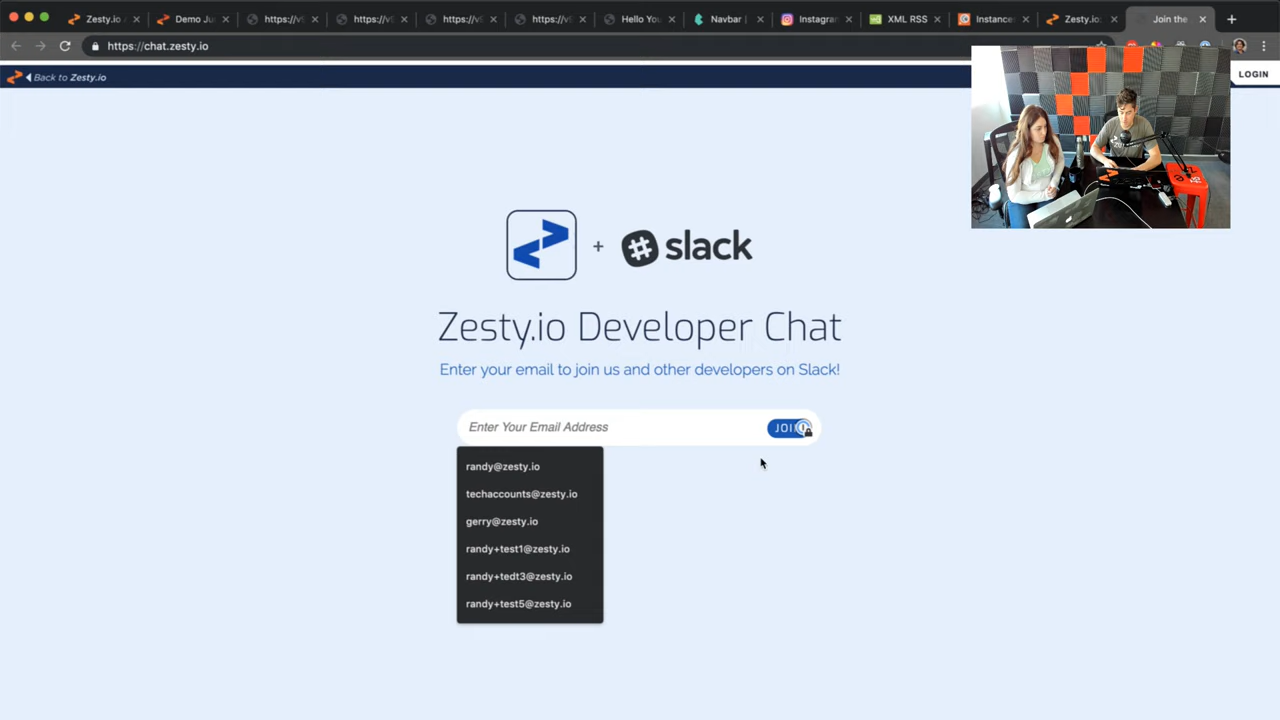 Zesty.io
Demo Ju
https://v
https://v
https://v
https://v
Hello You
Navbar
Instagra
XML RSS
Instance
Zesty.io
Join the
https://chat.zesty.io
Back to Zesty.io
LOGIN
+ slack
Zesty.io Developer Chat
Enter your email to join us and other developers on Slack!
Enter Your Email Address
randy@zesty.io
techaccounts@zesty.io
gerry@zesty.io
randy+test1@zesty.io
randy+tedt3@zesty.io
randy+test5@zesty.io